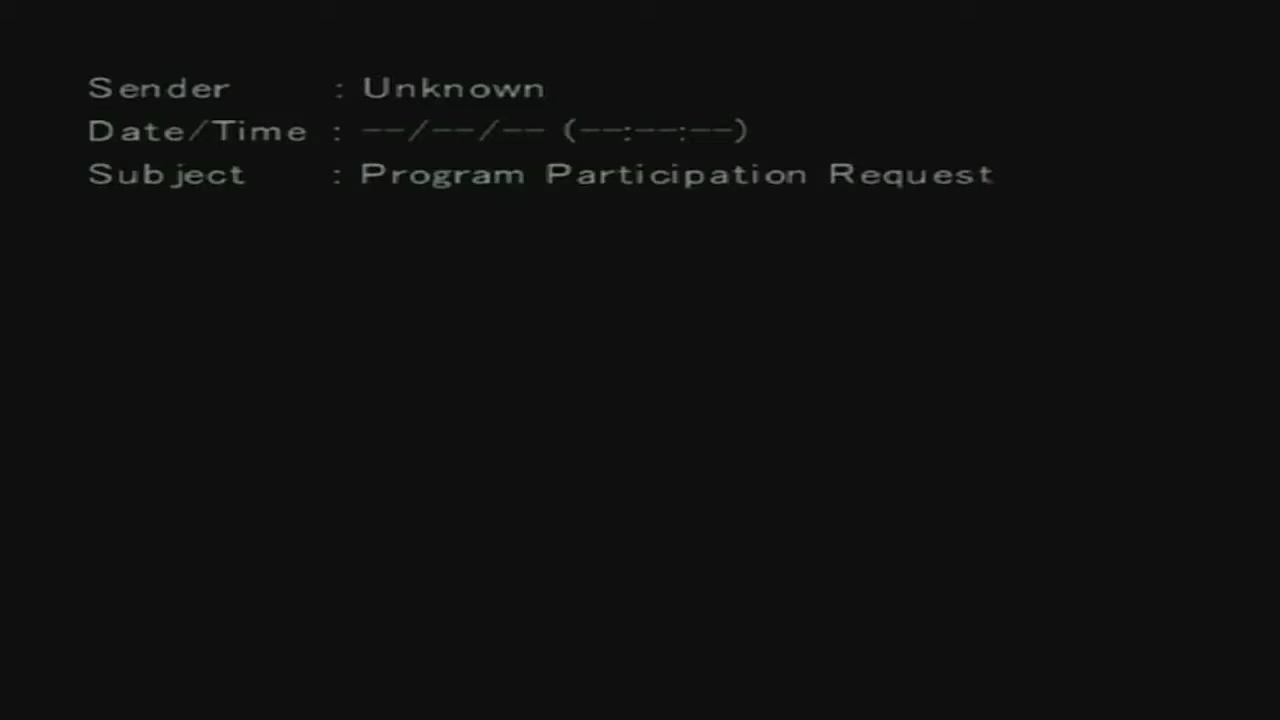 Sender : Unknown
Date/Time : --/--/-- (--:--:--)
Subject : Program Participation Request